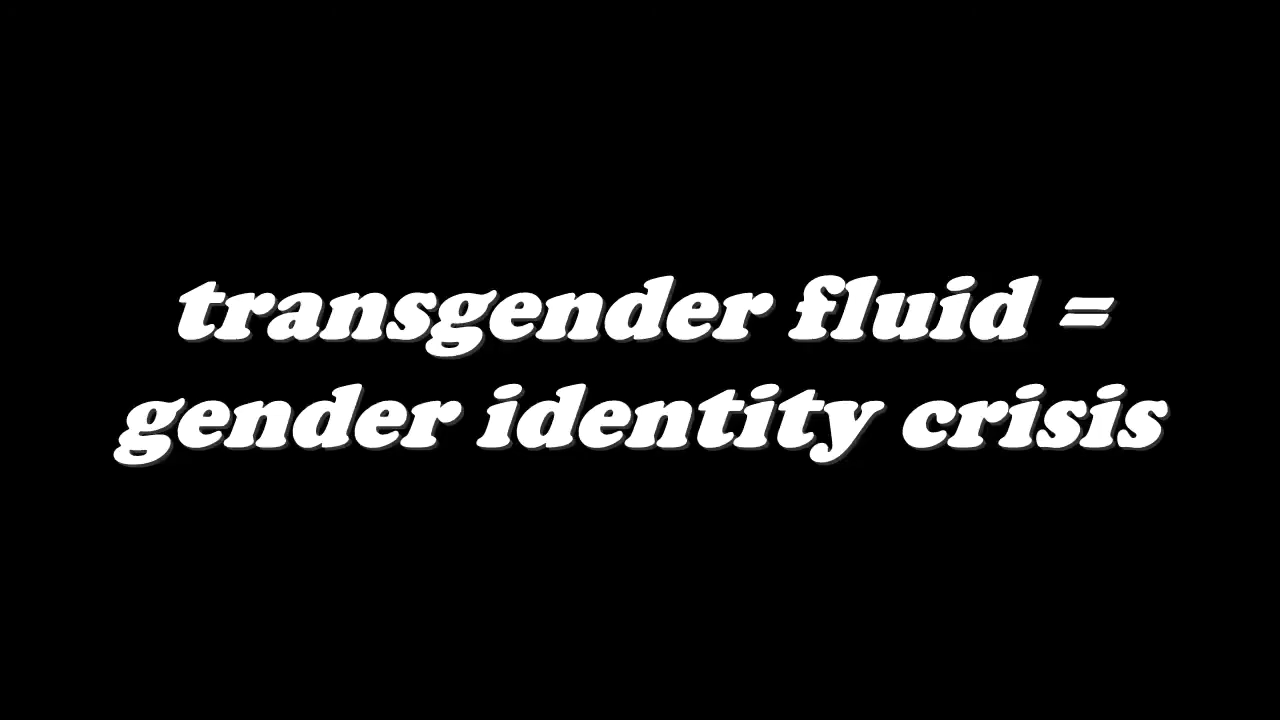 transgender fluid =
gender identity crisis